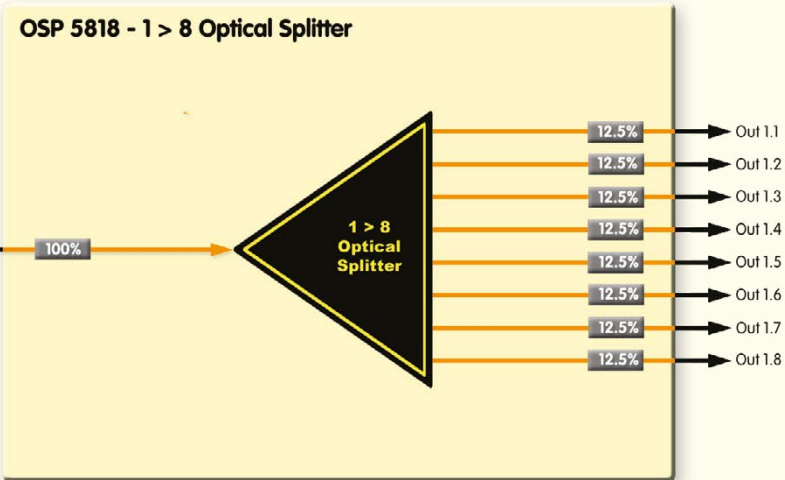 OSP 5818 - 1 > 8 Optical Splitter
12.5% Out 1.1
12.5% Out 1.2
12.5% Out 1.3
12.5% Out 1.4
1 > 8
Optical
Splitter
100%
12.5% Out 1.5
12.5% Out 1.6
12.5% Out 1.7
12.5% Out 1.8